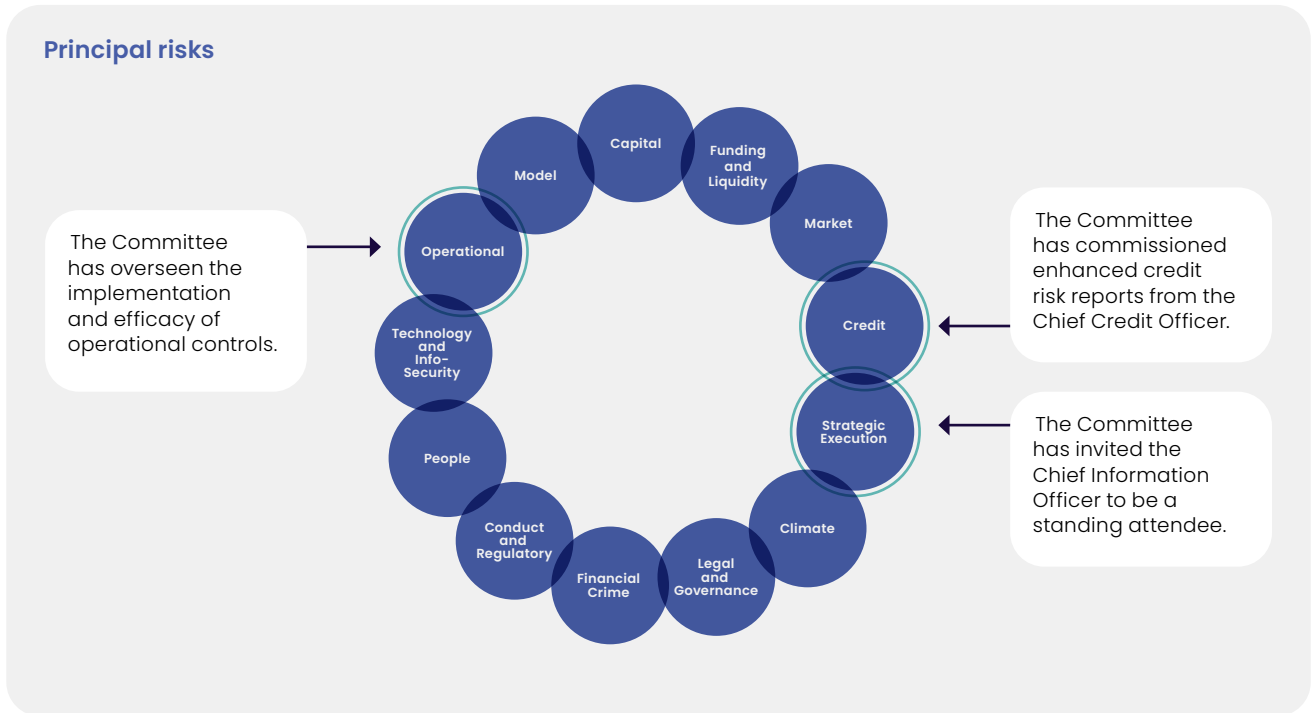 Principal risks
Capital
Funding
and
Liquidity
Model
Market
Operational
The Committee
has overseen the
implementation
and efficacy of
operational controls.
The Committee
has commissioned
enhanced credit
risk reports from the
Chief Credit Officer.
Credit
Technology
and
Info-
Security
Strategic
Execution
The Committee
has invited the
Chief Information
Officer to be a
standing attendee.
People
Climate
Conduct
and
Regulatory
Financial
Crime
Legal
and
Governance